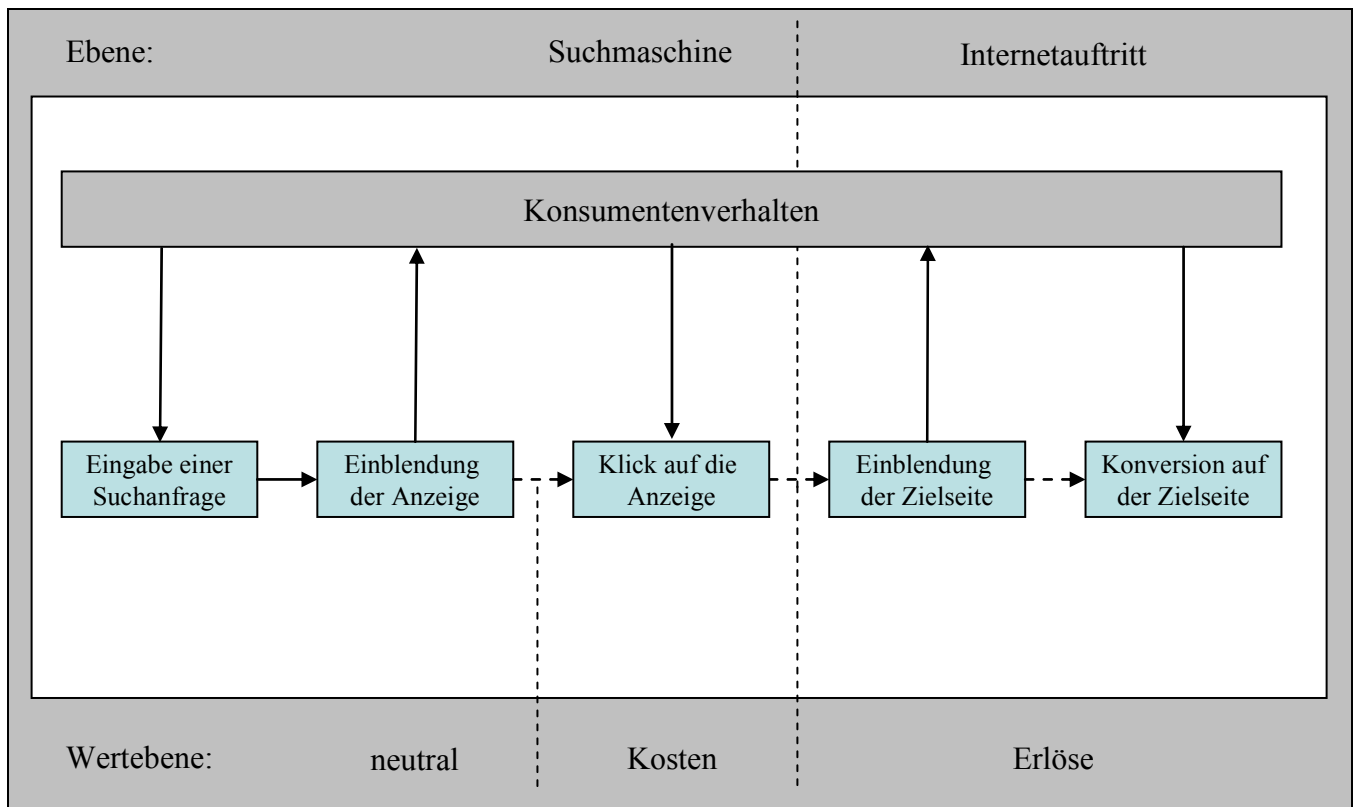 Ebene:
Suchmaschine
Internetauftritt
Konsumentenverhalten
Eingabe einer
Suchanfrage
Einblendung
der Anzeige
Klick auf die
Anzeige
Einblendung
der Zielseite
Konversion auf
der Zielseite
Wertebene:
neutral
Kosten
Erlöse